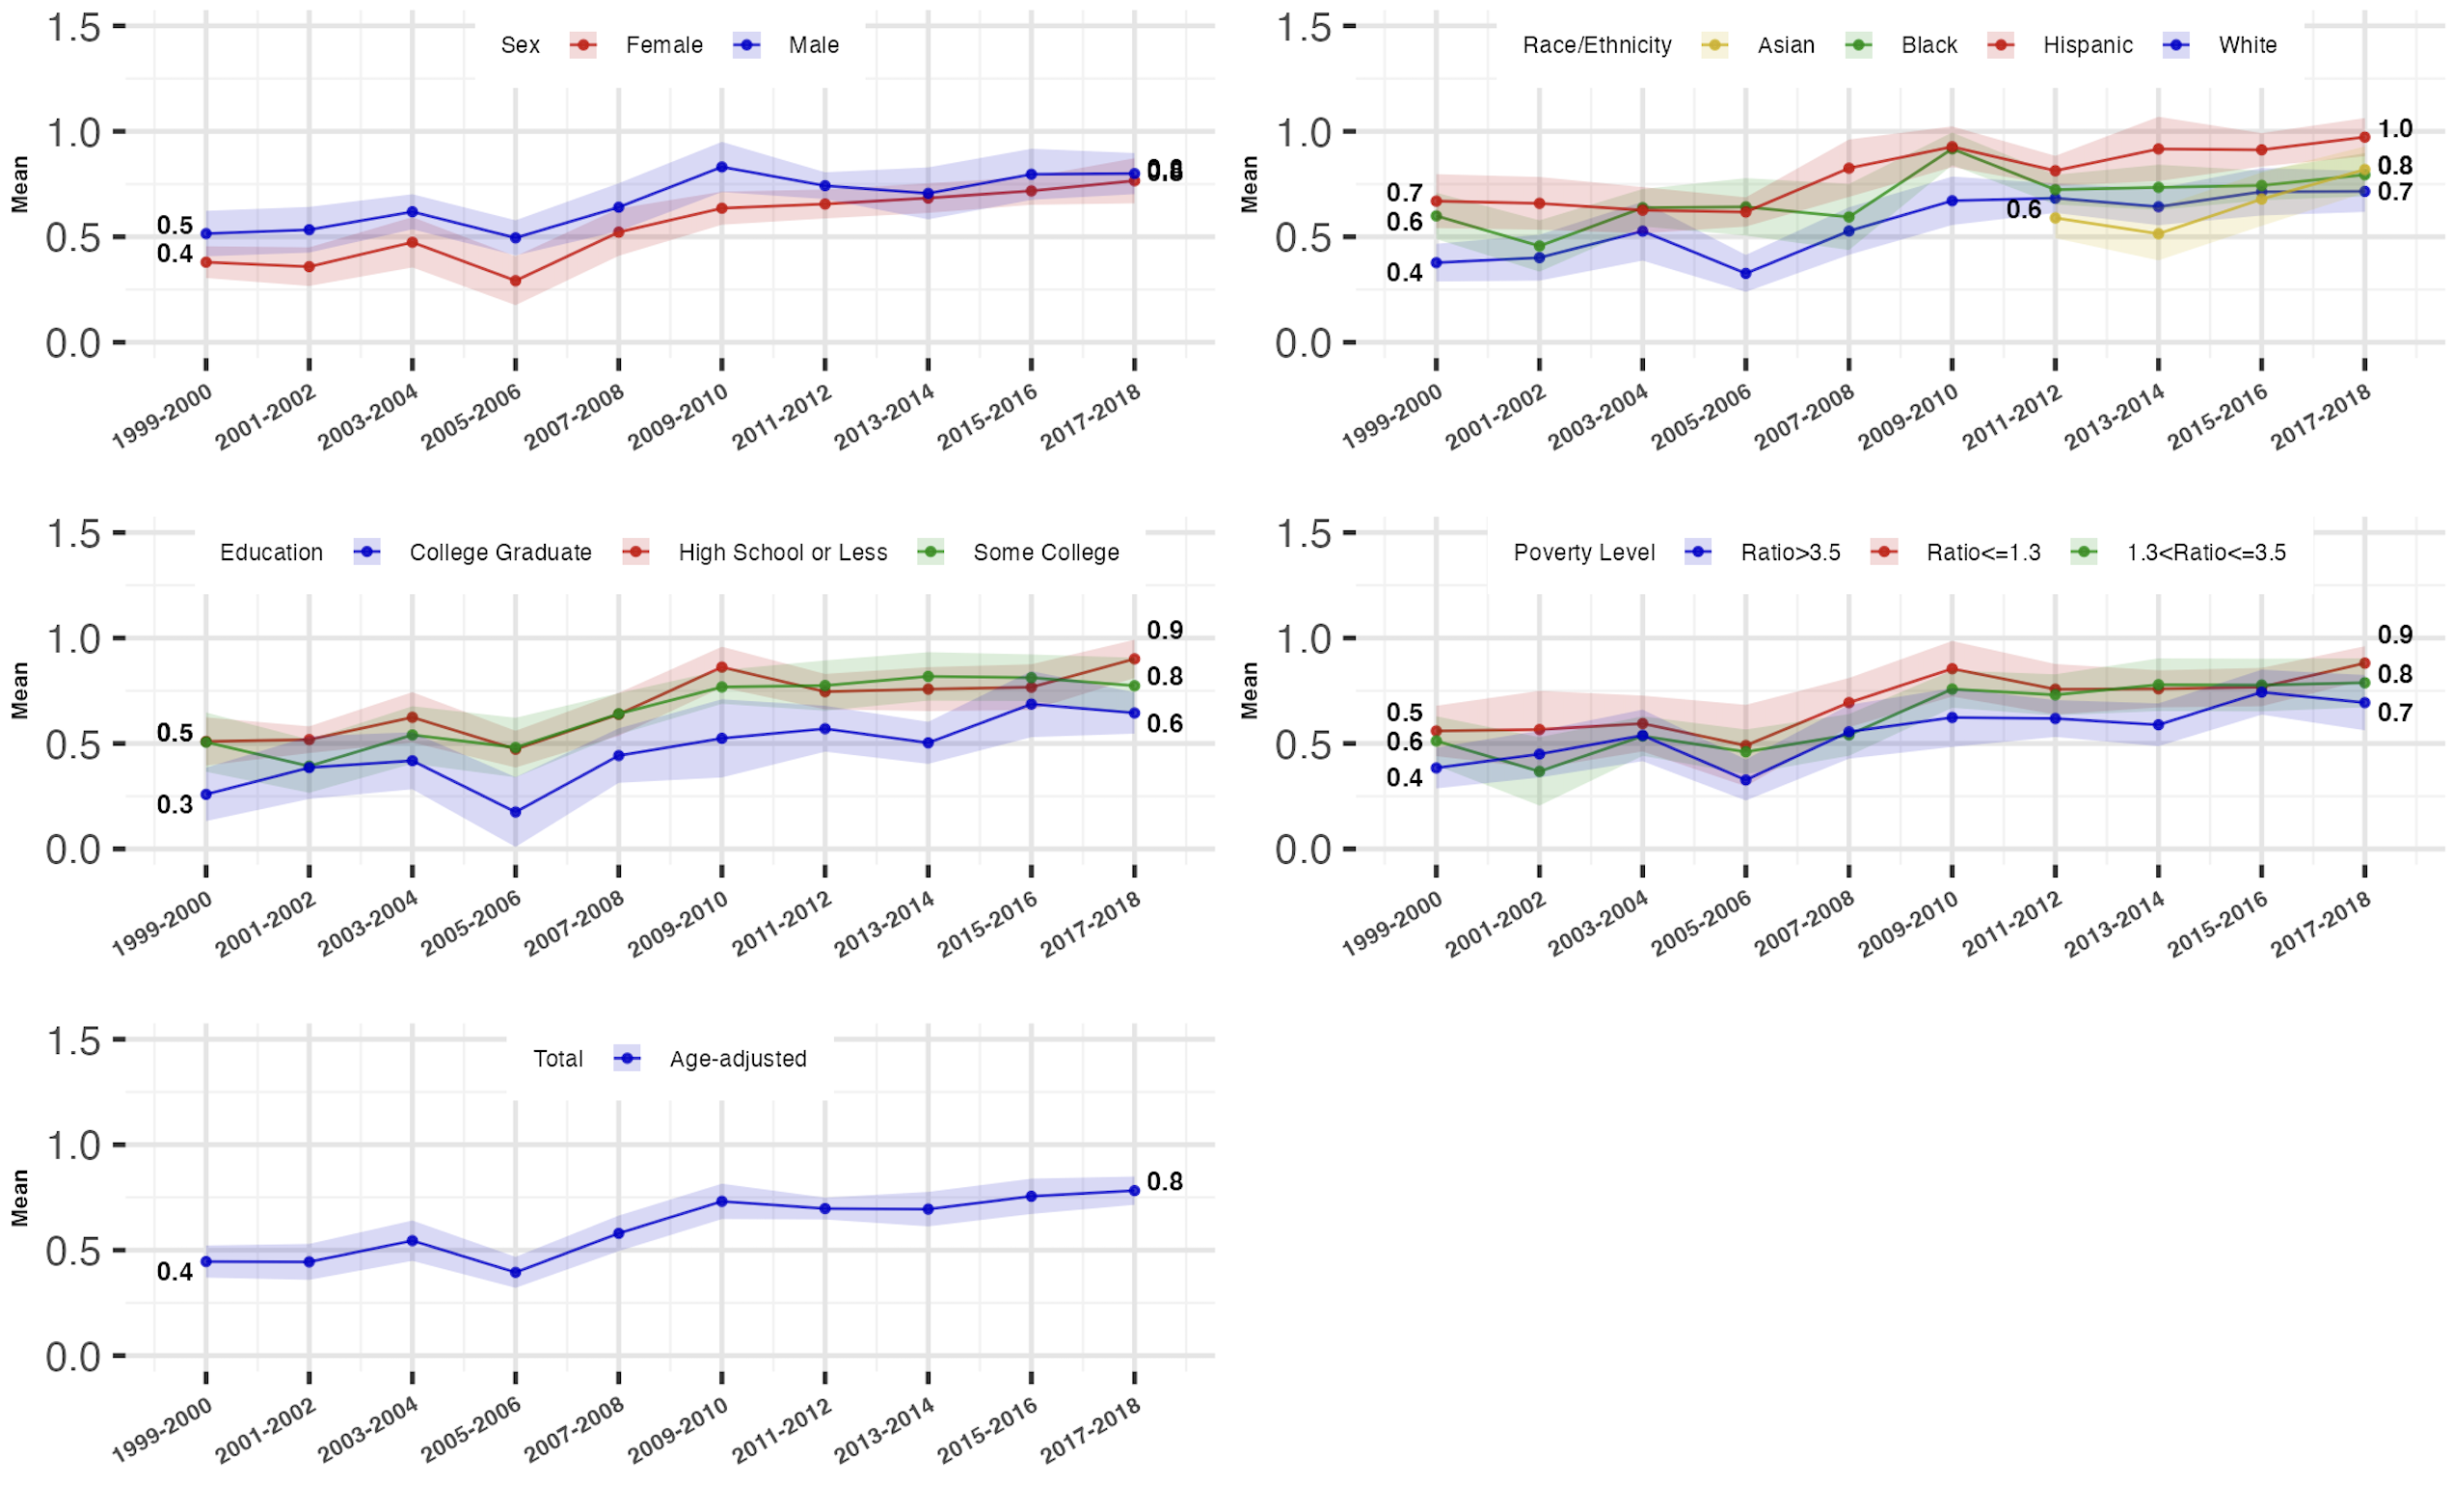 Sex Female Male
1.5
1.0
0.5
0.0
Mean
0.5
0.4
0.8
0.8
1999-2000 2001-2002 2003-2004 2005-2006 2007-2008 2009-2010 2011-2012 2013-2014 2015-2016 2017-2018
Race/Ethnicity Asian Black Hispanic White
1.5
1.0
0.5
0.0
Mean
0.7
0.6
0.4
0.6
1.0
0.8
0.7
1999-2000 2001-2002 2003-2004 2005-2006 2007-2008 2009-2010 2011-2012 2013-2014 2015-2016 2017-2018
Education College Graduate High School or Less Some College
1.5
1.0
0.5
0.0
Mean
0.5
0.3
0.9
0.8
0.6
1999-2000 2001-2002 2003-2004 2005-2006 2007-2008 2009-2010 2011-2012 2013-2014 2015-2016 2017-2018
Poverty Level Ratio>3.5 Ratio<=1.3 1.3<Ratio<=3.5
1.5
1.0
0.5
0.0
Mean
0.5
0.6
0.4
0.9
0.8
0.7
1999-2000 2001-2002 2003-2004 2005-2006 2007-2008 2009-2010 2011-2012 2013-2014 2015-2016 2017-2018
Total Age-adjusted
1.5
1.0
0.5
0.0
Mean
0.4
0.8
1999-2000 2001-2002 2003-2004 2005-2006 2007-2008 2009-2010 2011-2012 2013-2014 2015-2016 2017-2018